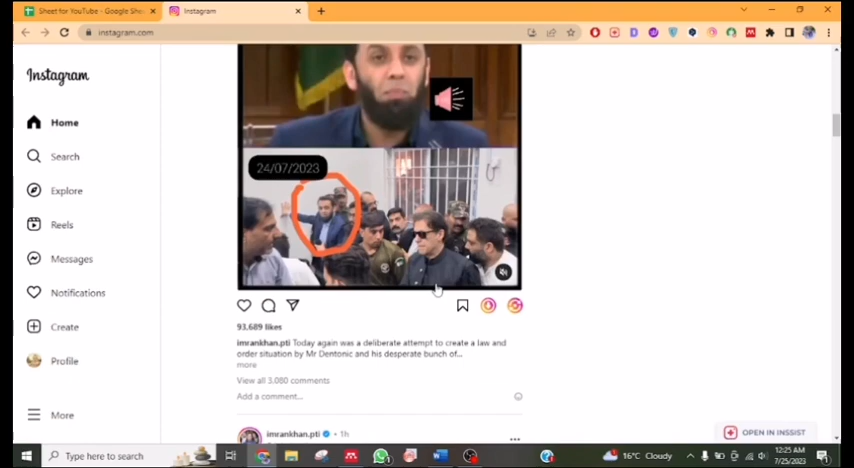 Sheet for YouTube - Google She
Instagram
instagram.com
Instagram
Home
Search
Explore
Reels
Messages
Notifications
Create
Profile
More
24/07/2023
93,689 likes
imrankhan.pti Today again was a deliberate attempt to create a law and
order situation by Mr Dentonic and his desperate bunch of...
more
View all 3,080 comments
Add a comment...
imrankhan.pti • 1h
OPEN IN INSSIST
Type here to search
16°C Cloudy
12:25 AM
7/25/2023